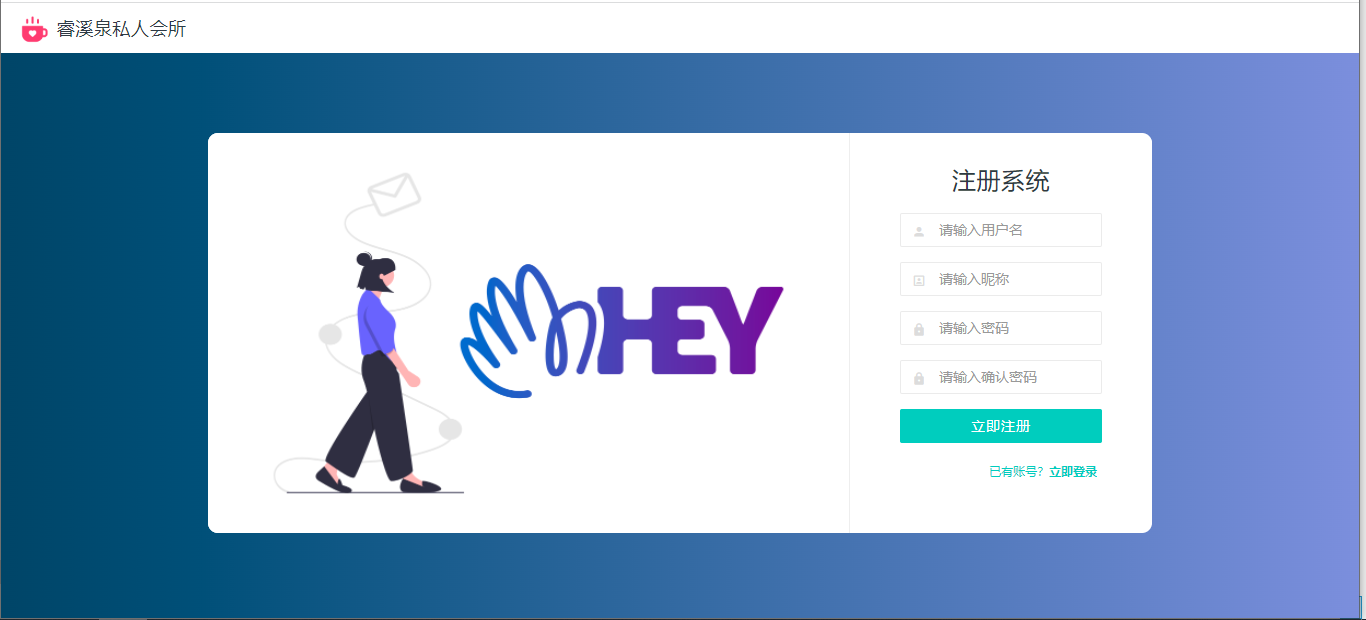 睿溪泉私人会所
HEY
注册系统
请输入用户名
请输入昵称
请输入密码
请输入确认密码
立即注册
已有账号? 立即登录